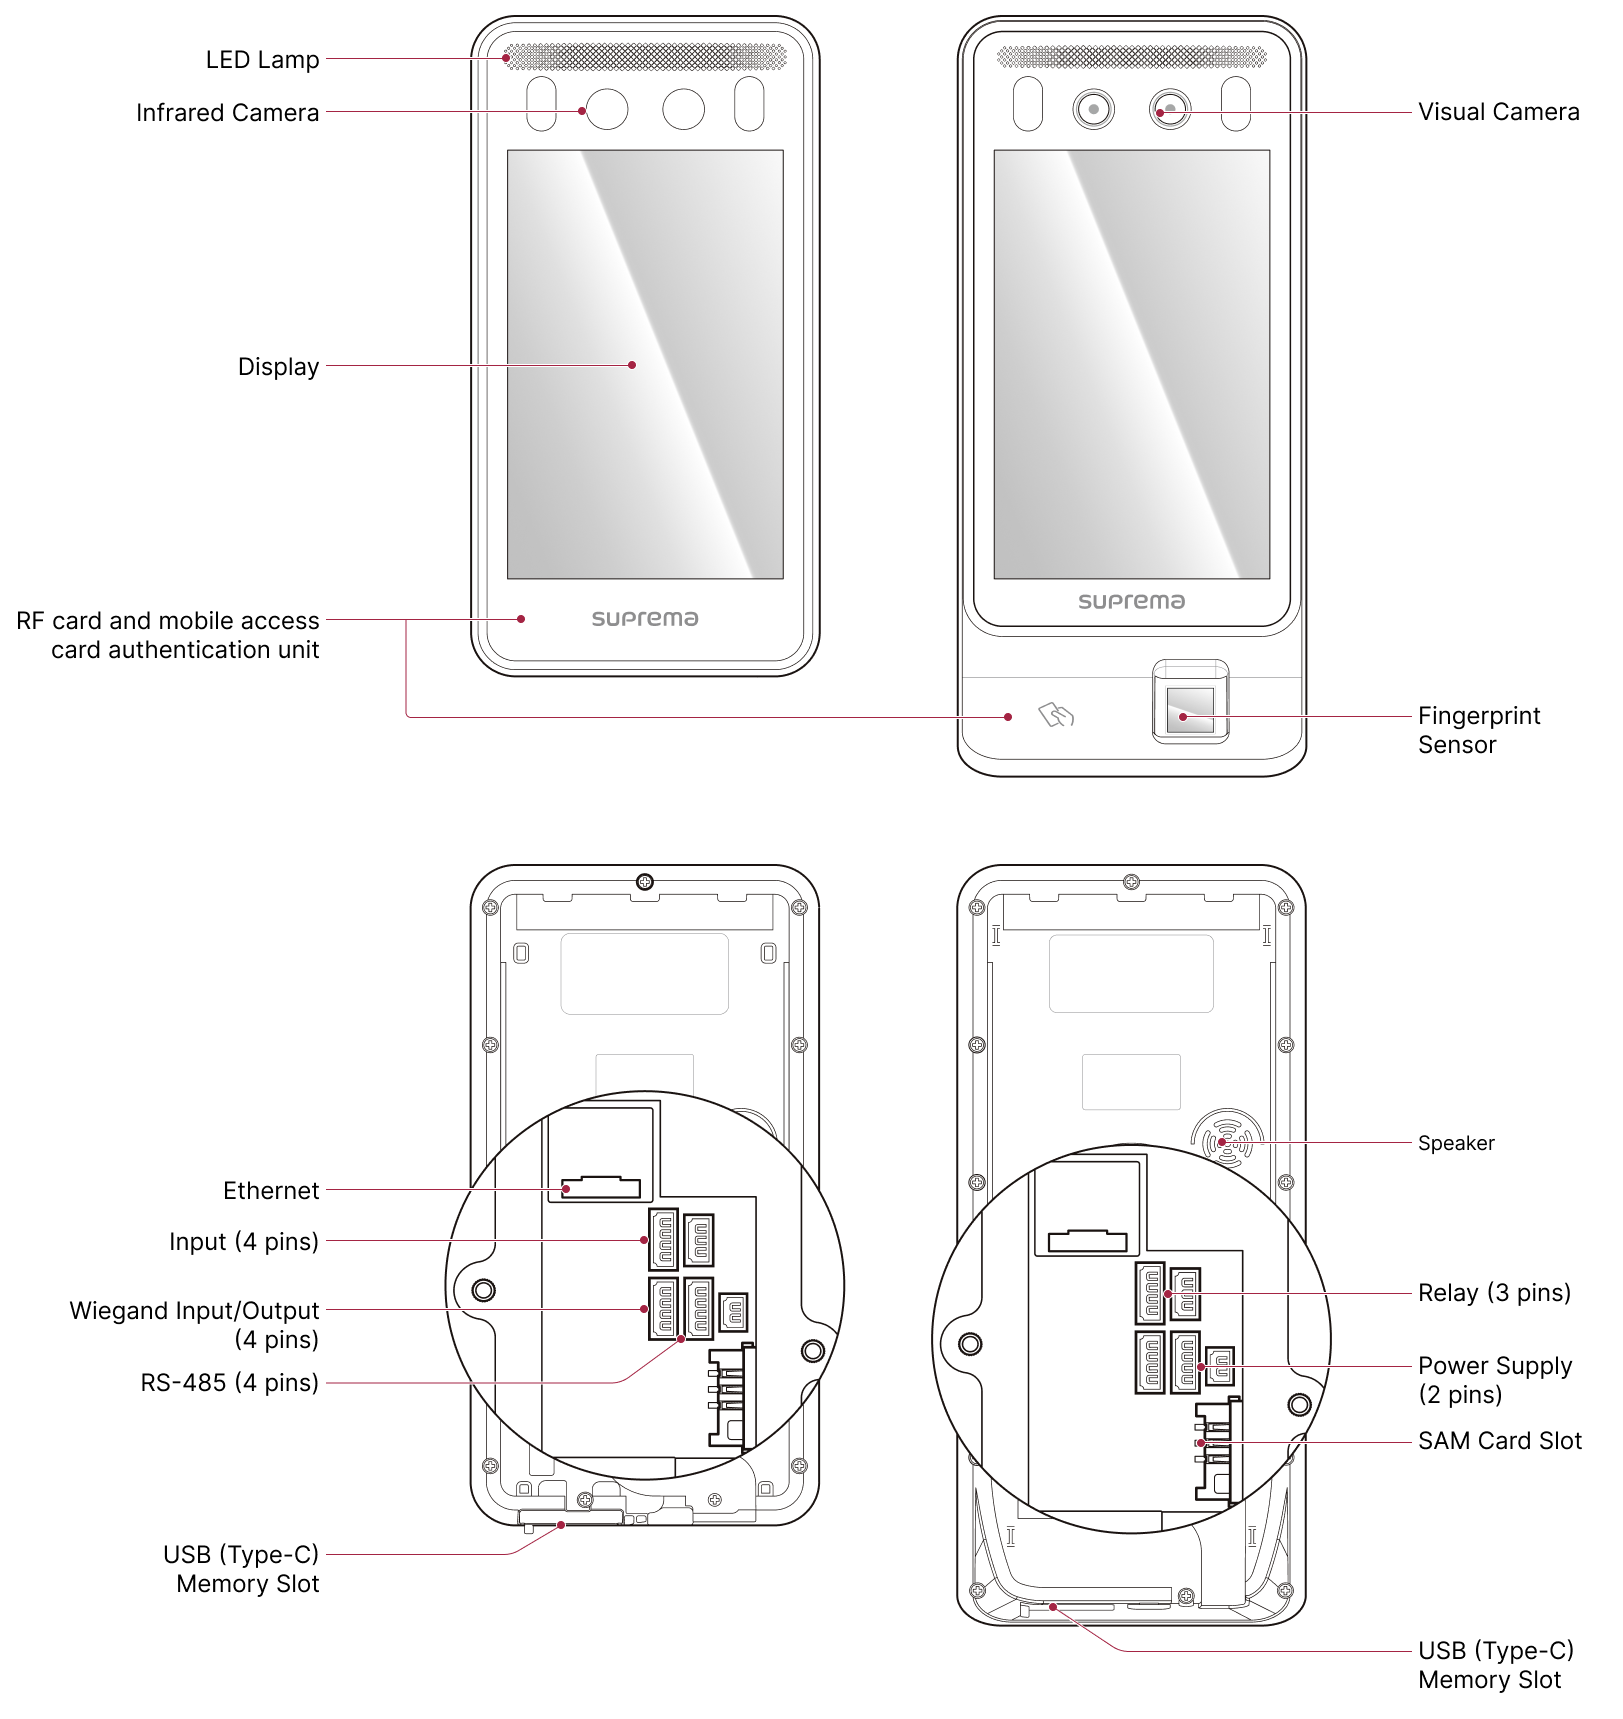 LED Lamp
Infrared Camera
Visual Camera
Display
suprema
RF card and mobile access
card authentication unit
suprema
Fingerprint
Sensor
Speaker
Ethernet
Input (4 pins)
Wiegand Input/Output
(4 pins)
RS-485 (4 pins)
Relay (3 pins)
Power Supply
(2 pins)
SAM Card Slot
USB (Type-C)
Memory Slot
USB (Type-C)
Memory Slot